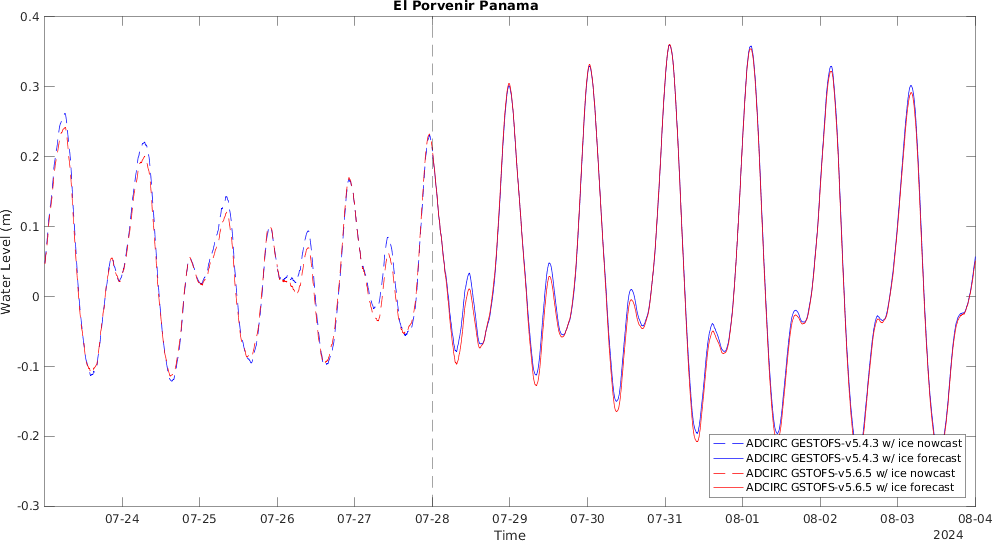 El Porvenir Panama
0.4
0.3
0.2
0.1
0
-0.1
-0.2
-0.3
Water Level (m)
ADCIRC GESTOFS-v5.4.3 w/ ice nowcast
ADCIRC GESTOFS-v5.4.3 w/ ice forecast
ADCIRC GSTOFS-v5.6.5 w/ ice nowcast
ADCIRC GSTOFS-v5.6.5 w/ ice forecast
07-24 07-25 07-26 07-27 07-28 07-29 07-30 07-31 08-01 08-02 08-03 08-04
Time
2024